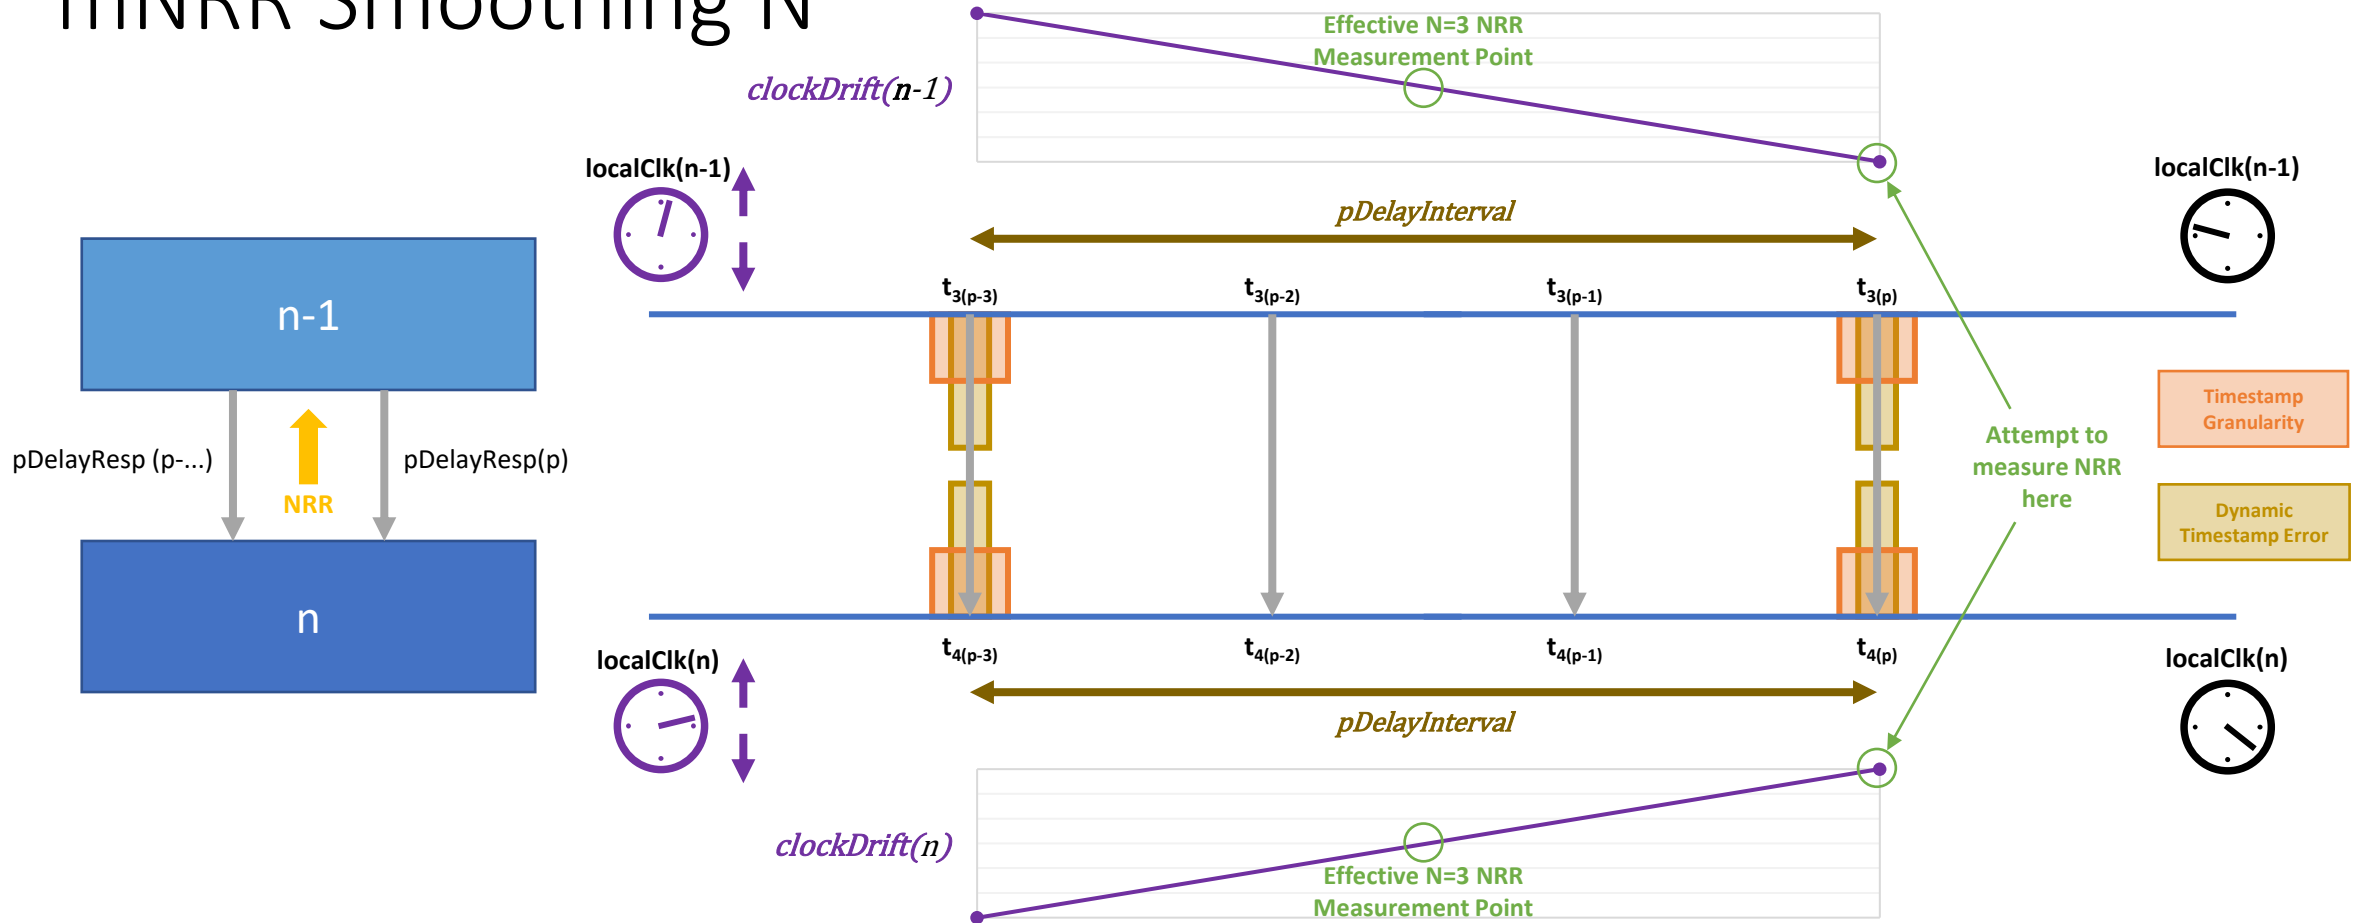 mNRR Smoothing N
Effective N=3 NRR
Measurement Point
clockDrift(n-1)
localClk(n-1)
localClk(n-1)
pDelayInterval
t3(p-3)
t3(p-2)
t3(p-1)
t3(p)
n-1
Timestamp
Granularity
pDelayResp (p-...)
pDelayResp(p)
NRR
Attempt to
measure NRR
here
Dynamic
Timestamp Error
n
t4(p-3)
t4(p-2)
t4(p-1)
t4(p)
localClk(n)
localClk(n)
pDelayInterval
clockDrift(n)
Effective N=3 NRR
Measurement Point